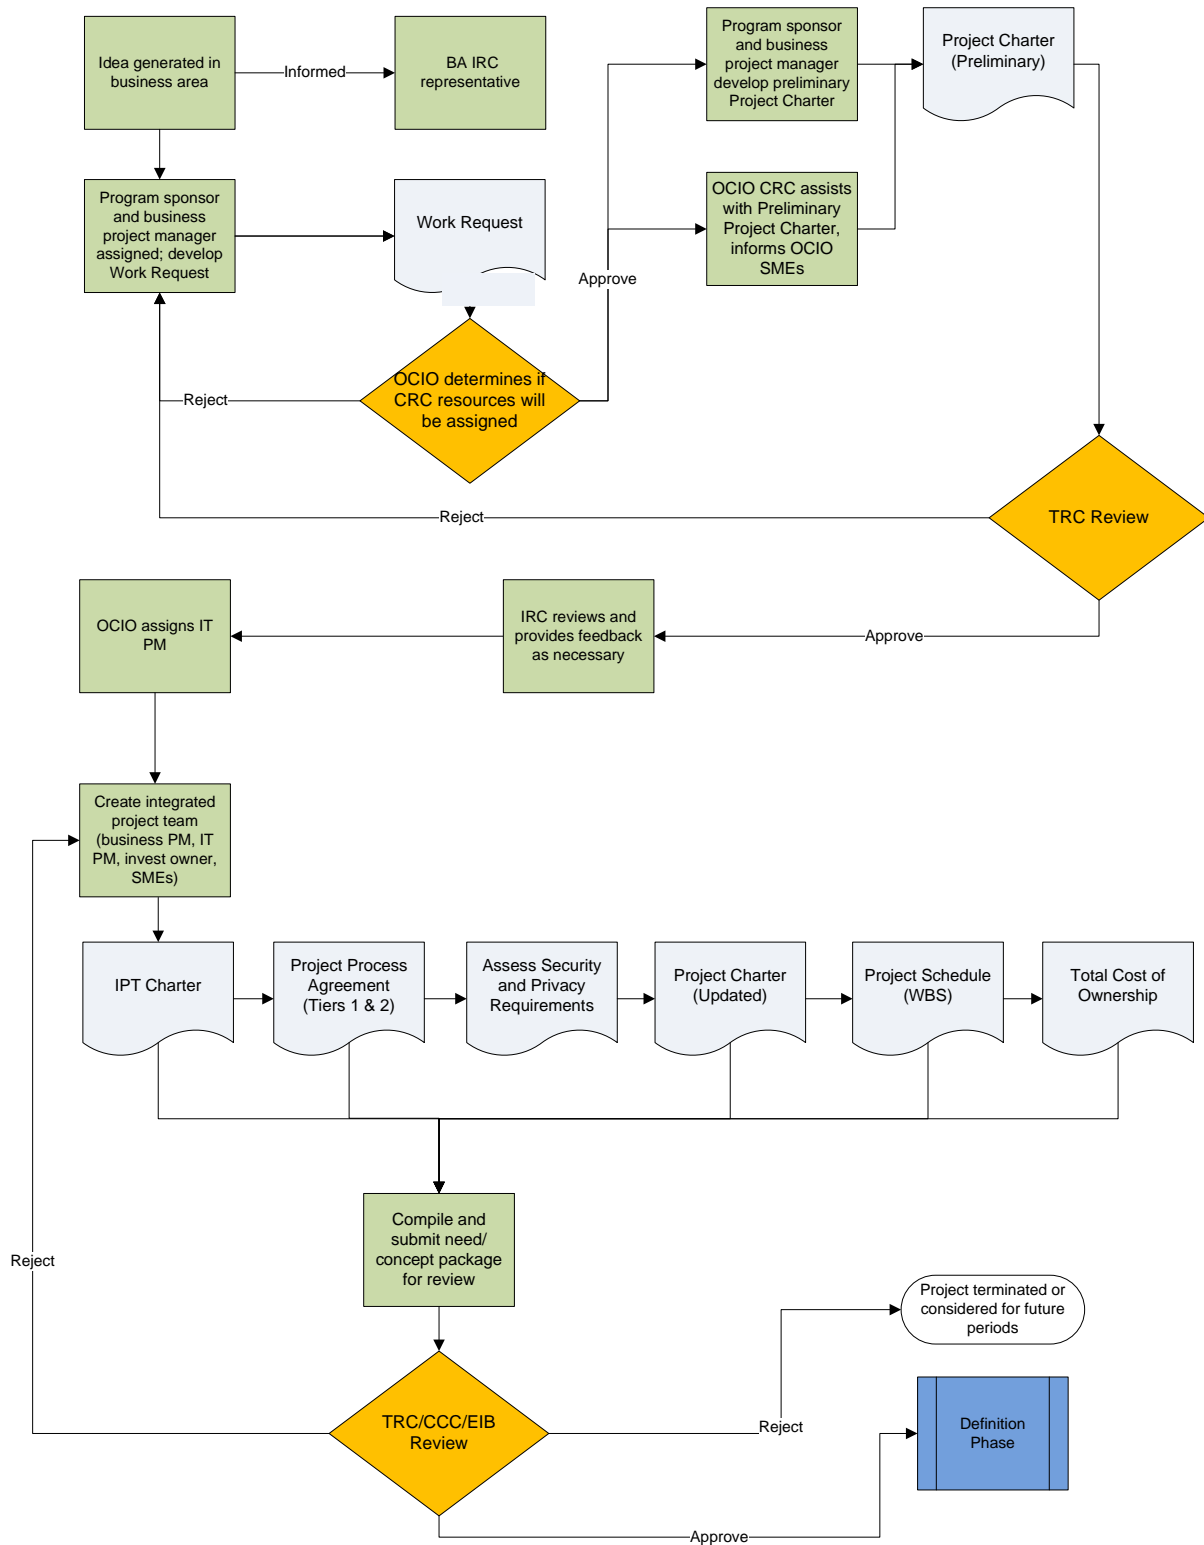 Idea generated in
business area
Informed
BA IRC
representative
Program sponsor
and business
project manager
develop preliminary
Project Charter
Project Charter
(Preliminary)
Program sponsor
and business
project manager
assigned; develop
Work Request
Work Request
OCIO CRC assists
with Preliminary
Project Charter,
informs OCIO
SMEs
Approve
OCIO determines if
CRC resources will
be assigned
Reject
Reject
TRC Review
OCIO assigns IT
PM
IRC reviews and
provides feedback
as necessary
Approve
Create integrated
project team
(business PM, IT
PM, invest owner,
SMEs)
IPT Charter
Project Process
Agreement
(Tiers 1 & 2)
Assess Security
and Privacy
Requirements
Project Charter
(Updated)
Project Schedule
(WBS)
Total Cost of
Ownership
Compile and
submit need/
concept package
for review
Reject
Project terminated or
considered for future
periods
TRC/CCC/EIB
Review
Reject
Definition
Phase
Approve